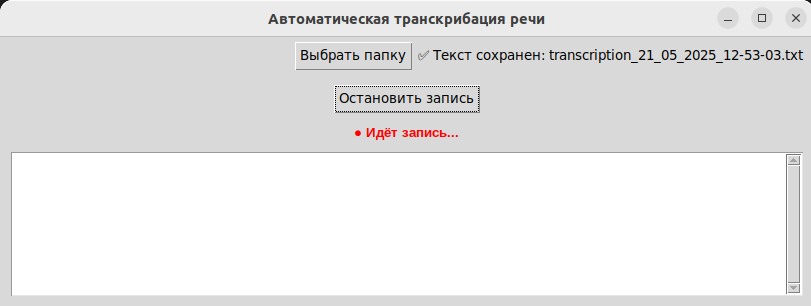 Автоматическая транскрибация речи
Выбрать папку ✅ Текст сохранен: transcription_21_05_2025_12-53-03.txt
Остановить запись
● Идёт запись...